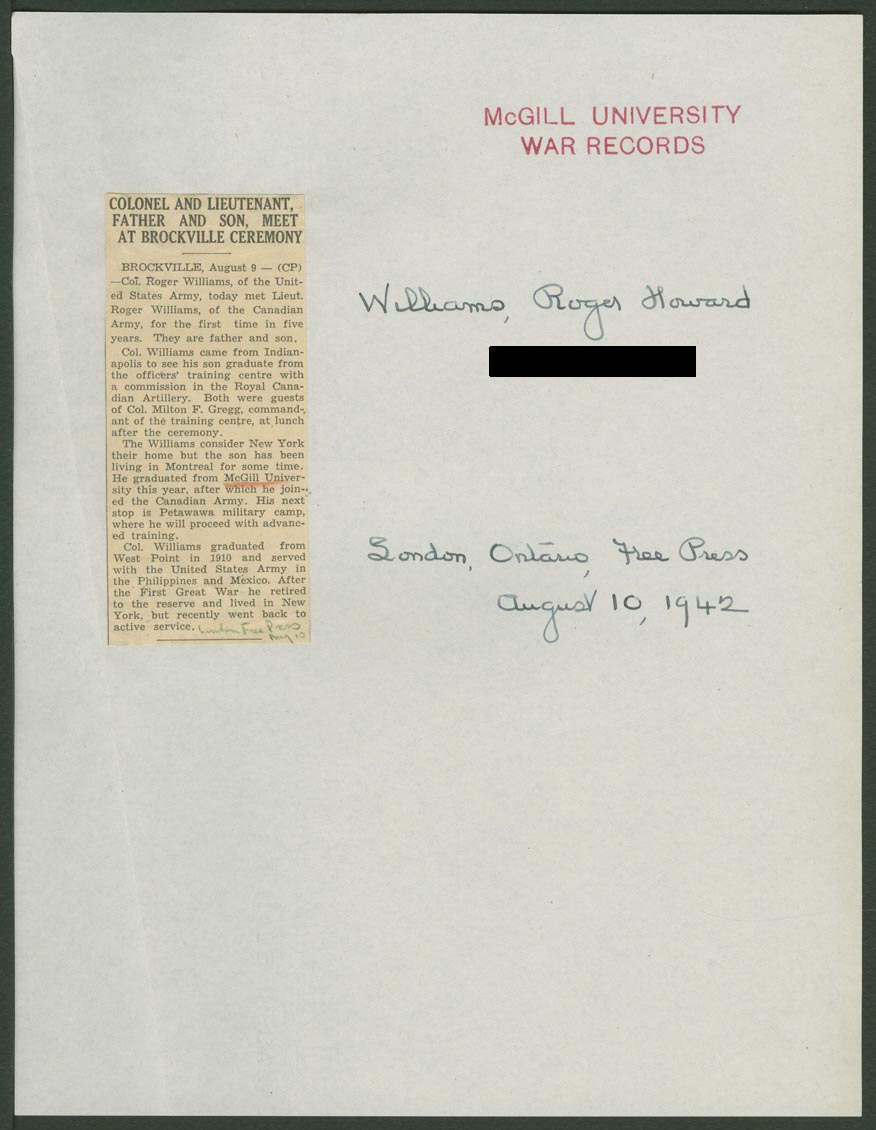 McGILL UNIVERSITY
WAR RECORDS
COLONEL AND LIEUTENANT,
FATHER AND SON, MEET
AT BROCKVILLE CEREMONY
BROCKVILLE, August 9 — (CP)
—Col. Roger Williams, of the Unit-
ed States Army, today met Lieut.
Roger Williams, of the Canadian
Army, for the first time in five
years. They are father and son.
Col. Williams came from Indian-
apolis to see his son graduate from
the officers' training centre with
a commission in the Royal Cana-
dian Artillery. Both were guests
of Col. Milton F. Gregg, command-
ant of the training centre, at lunch
after the ceremony.
The Williams consider New York
their home but the son has been
living in Montreal for some time.
He graduated from McGill Univer-
sity this year, after which he join-
ed the Canadian Army. His next
stop is Petawawa military camp,
where he will proceed with advanc-
ed training.
Col. Williams graduated from
West Point in 1910 and served
with the United States Army in
the Philippines and Mexico. After
the First Great War he retired
to the reserve and lived in New
York, but recently went back to
active service.
London Free Press
Aug 10
Williams, Roger Howard
London, Ontario, Free Press
August 10, 1942